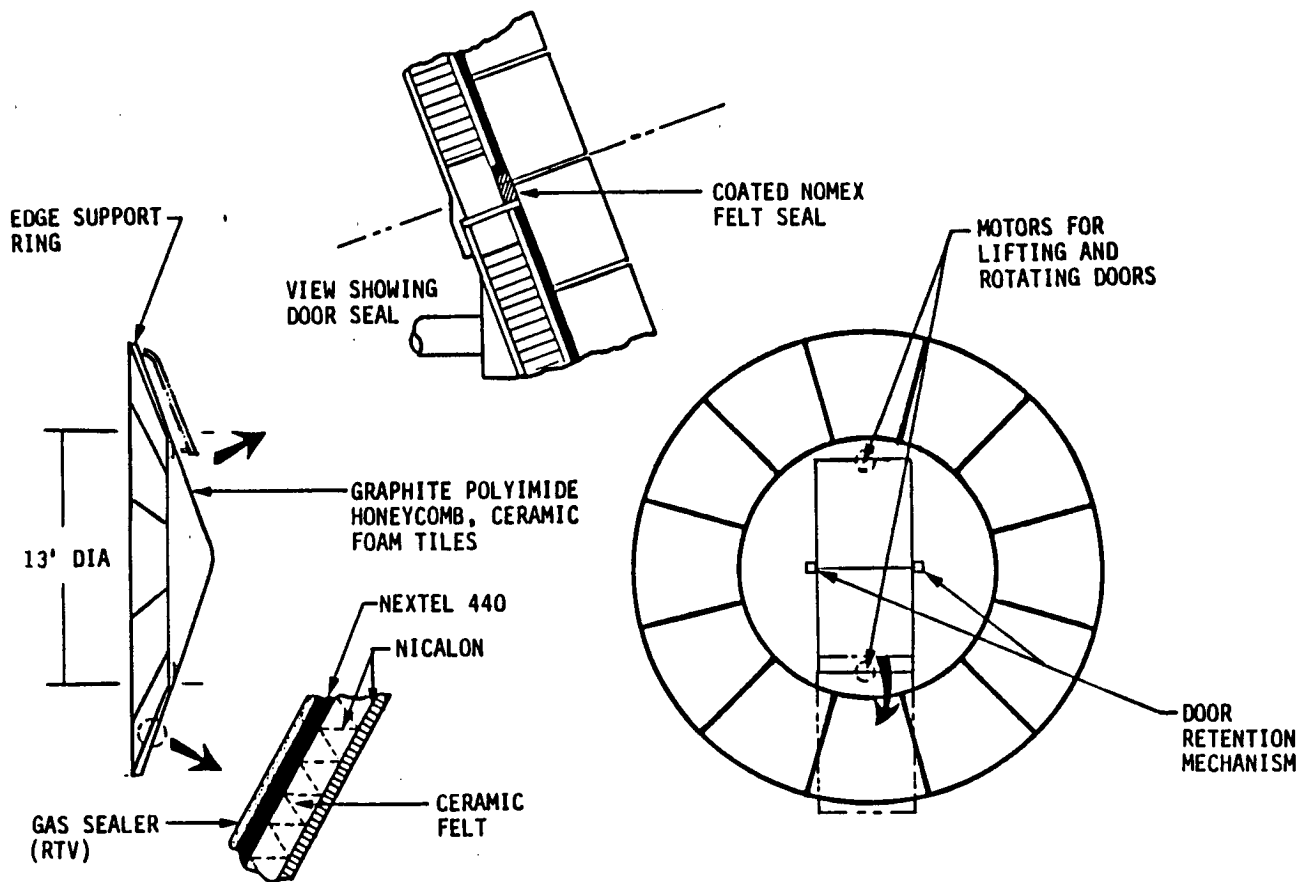 COATED NOMEX
FELT SEAL
EDGE SUPPORT
RING
MOTORS FOR
LIFTING AND
ROTATING DOORS
VIEW SHOWING
DOOR SEAL
GRAPHITE POLYIMIDE
HONEYCOMB, CERAMIC
FOAM TILES
13' DIA
NEXTEL 440
NICALON
DOOR
RETENTION
MECHANISM
CERAMIC
FELT
GAS SEALER
(RTV)